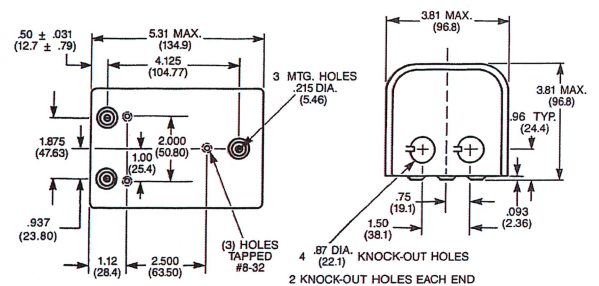 .50 ± .031
(12.7 ± .79)
5.31 MAX.
(134.9)
4.125
(104.77)
3 MTG. HOLES
.215 DIA.
(5.46)
1.875
(47.63)
2.000
(50.80)
1.00
(25.4)
.937
(23.80)
1.12
(28.4)
2.500
(63.50)
(3) HOLES
TAPPED
#8-32
3.81 MAX.
(96.8)
3.81 MAX.
(96.8)
.96 TYP.
(24.4)
.75
(19.1)
1.50
(38.1)
.093
(2.36)
4 .87 DIA. KNOCK-OUT HOLES
(22.1)
2 KNOCK-OUT HOLES EACH END